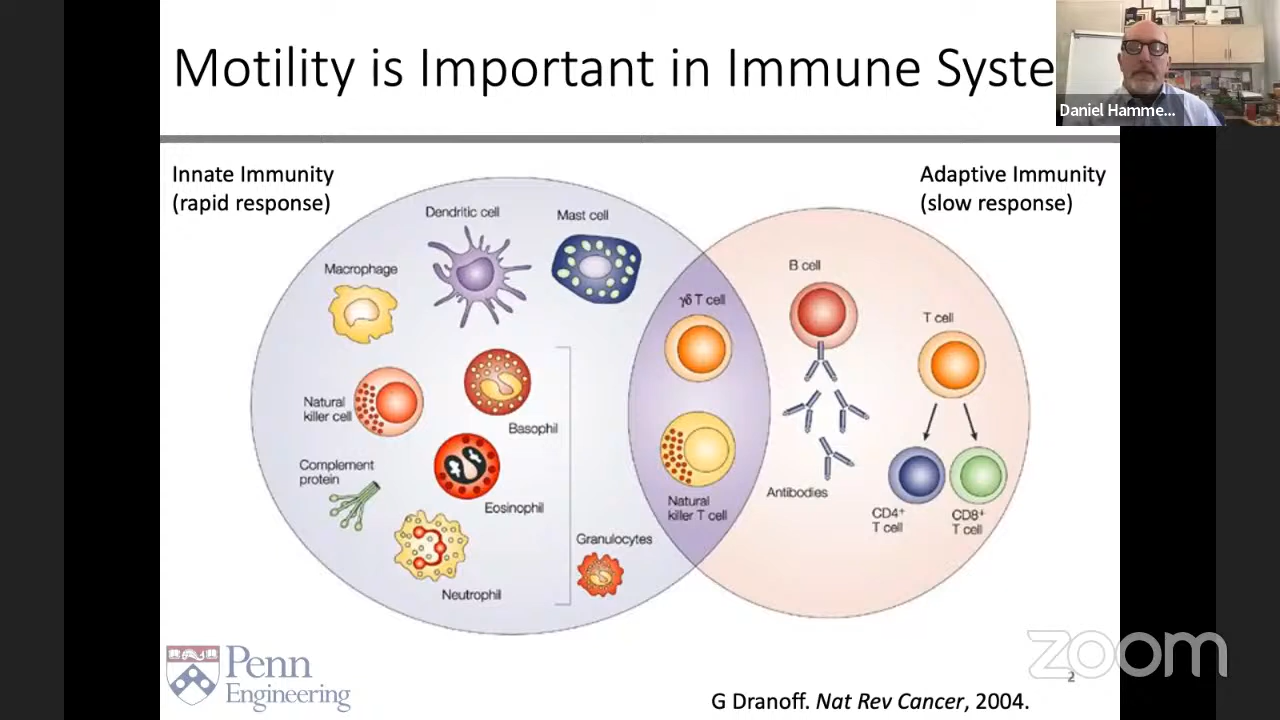 Motility is Important in Immune Syste
Daniel Hamme...
Innate Immunity
(rapid response)
Adaptive Immunity
(slow response)
Dendritic cell
Mast cell
Macrophage
B cell
γδ T cell
T cell
Natural
killer cell
Basophil
Complement
protein
Eosinophil
Natural
killer T cell
Antibodies
CD4⁺
T cell
CD8⁺
T cell
Granulocytes
Neutrophil
Penn
Engineering
zoom
2
G Dranoff. Nat Rev Cancer, 2004.